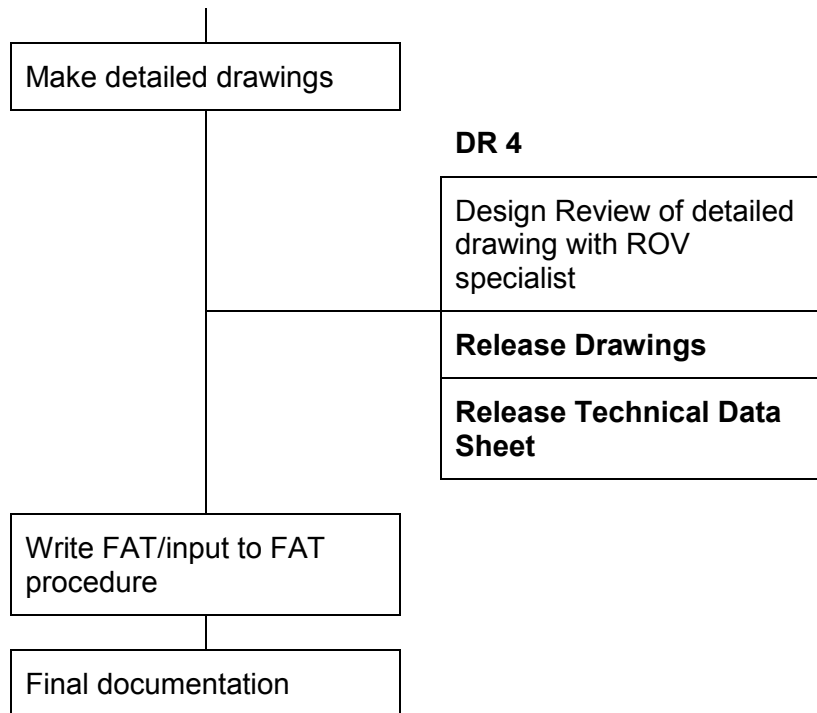 Make detailed drawings
DR 4
Design Review of detailed
drawing with ROV
specialist
Release Drawings
Release Technical Data
Sheet
Write FAT/input to FAT
procedure
Final documentation